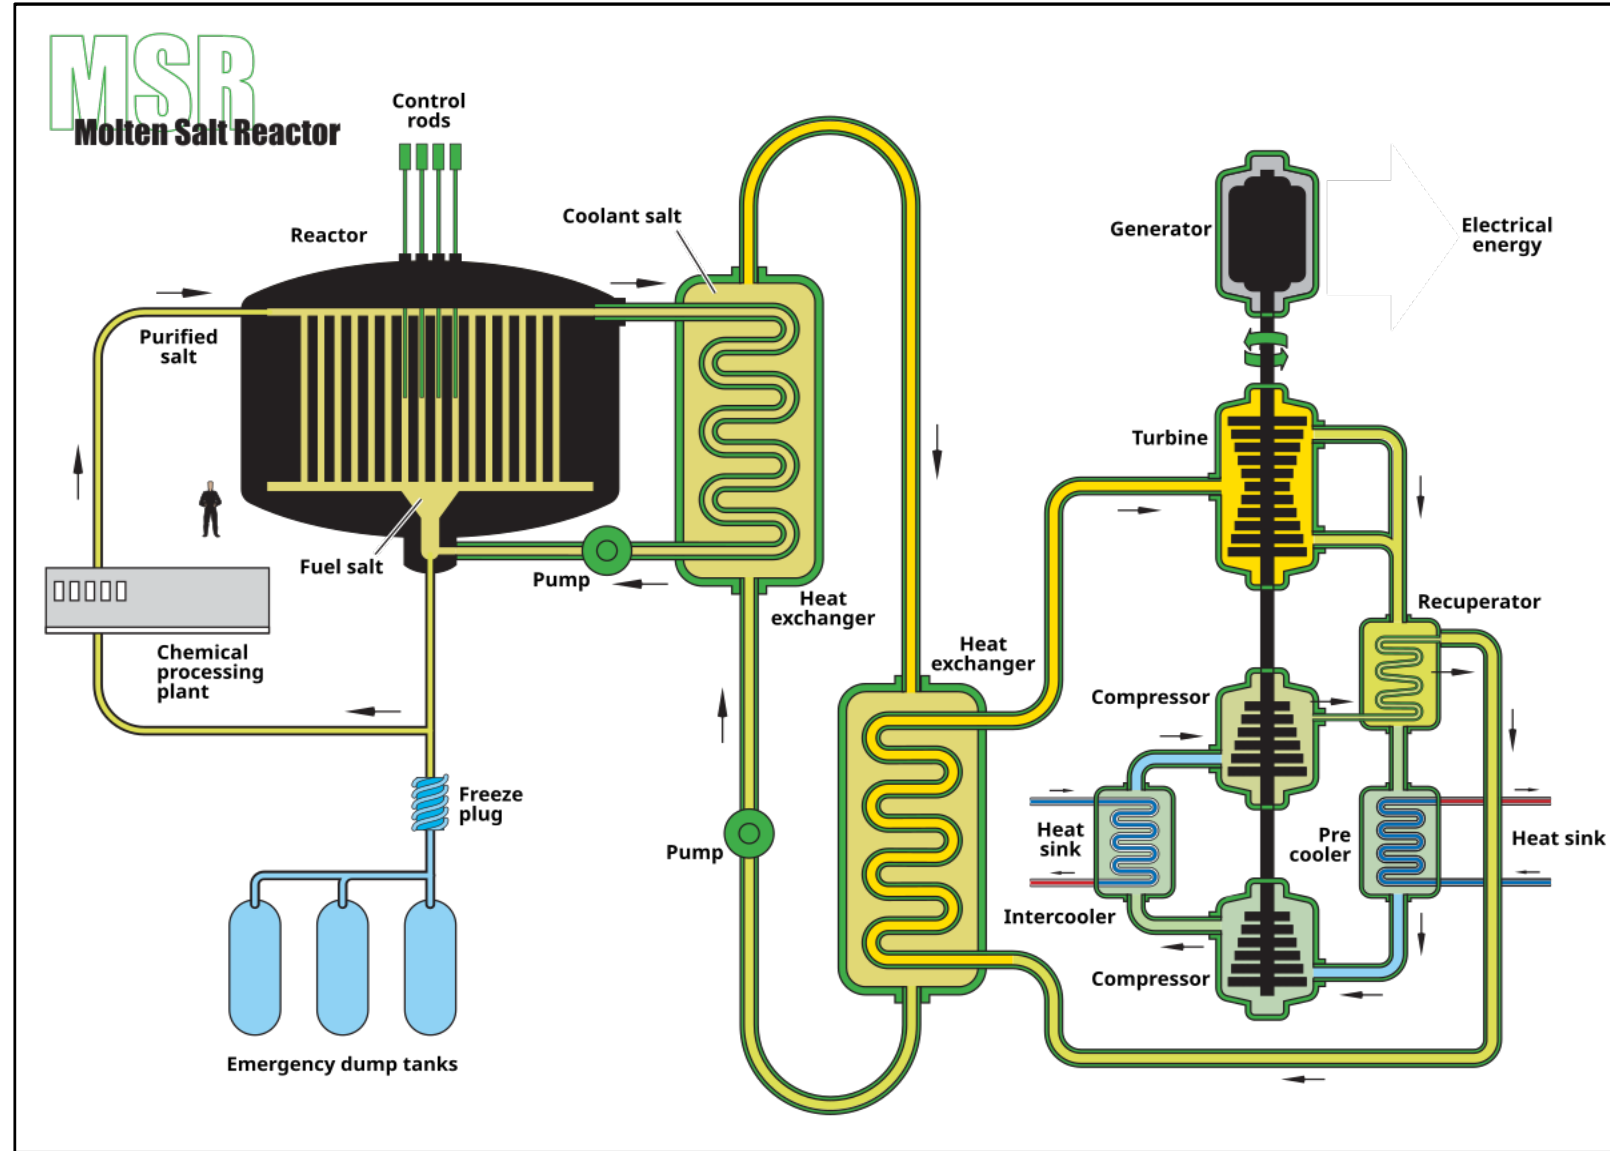 MSR
Molten Salt Reactor
Control
rods
Reactor
Coolant salt
Purified
salt
Fuel salt
Pump
Heat
exchanger
Chemical
processing
plant
Freeze
plug
Emergency dump tanks
Pump
Heat
exchanger
Generator
Electrical
energy
Turbine
Recuperator
Compressor
Heat
sink
Pre
cooler
Heat sink
Intercooler
Compressor